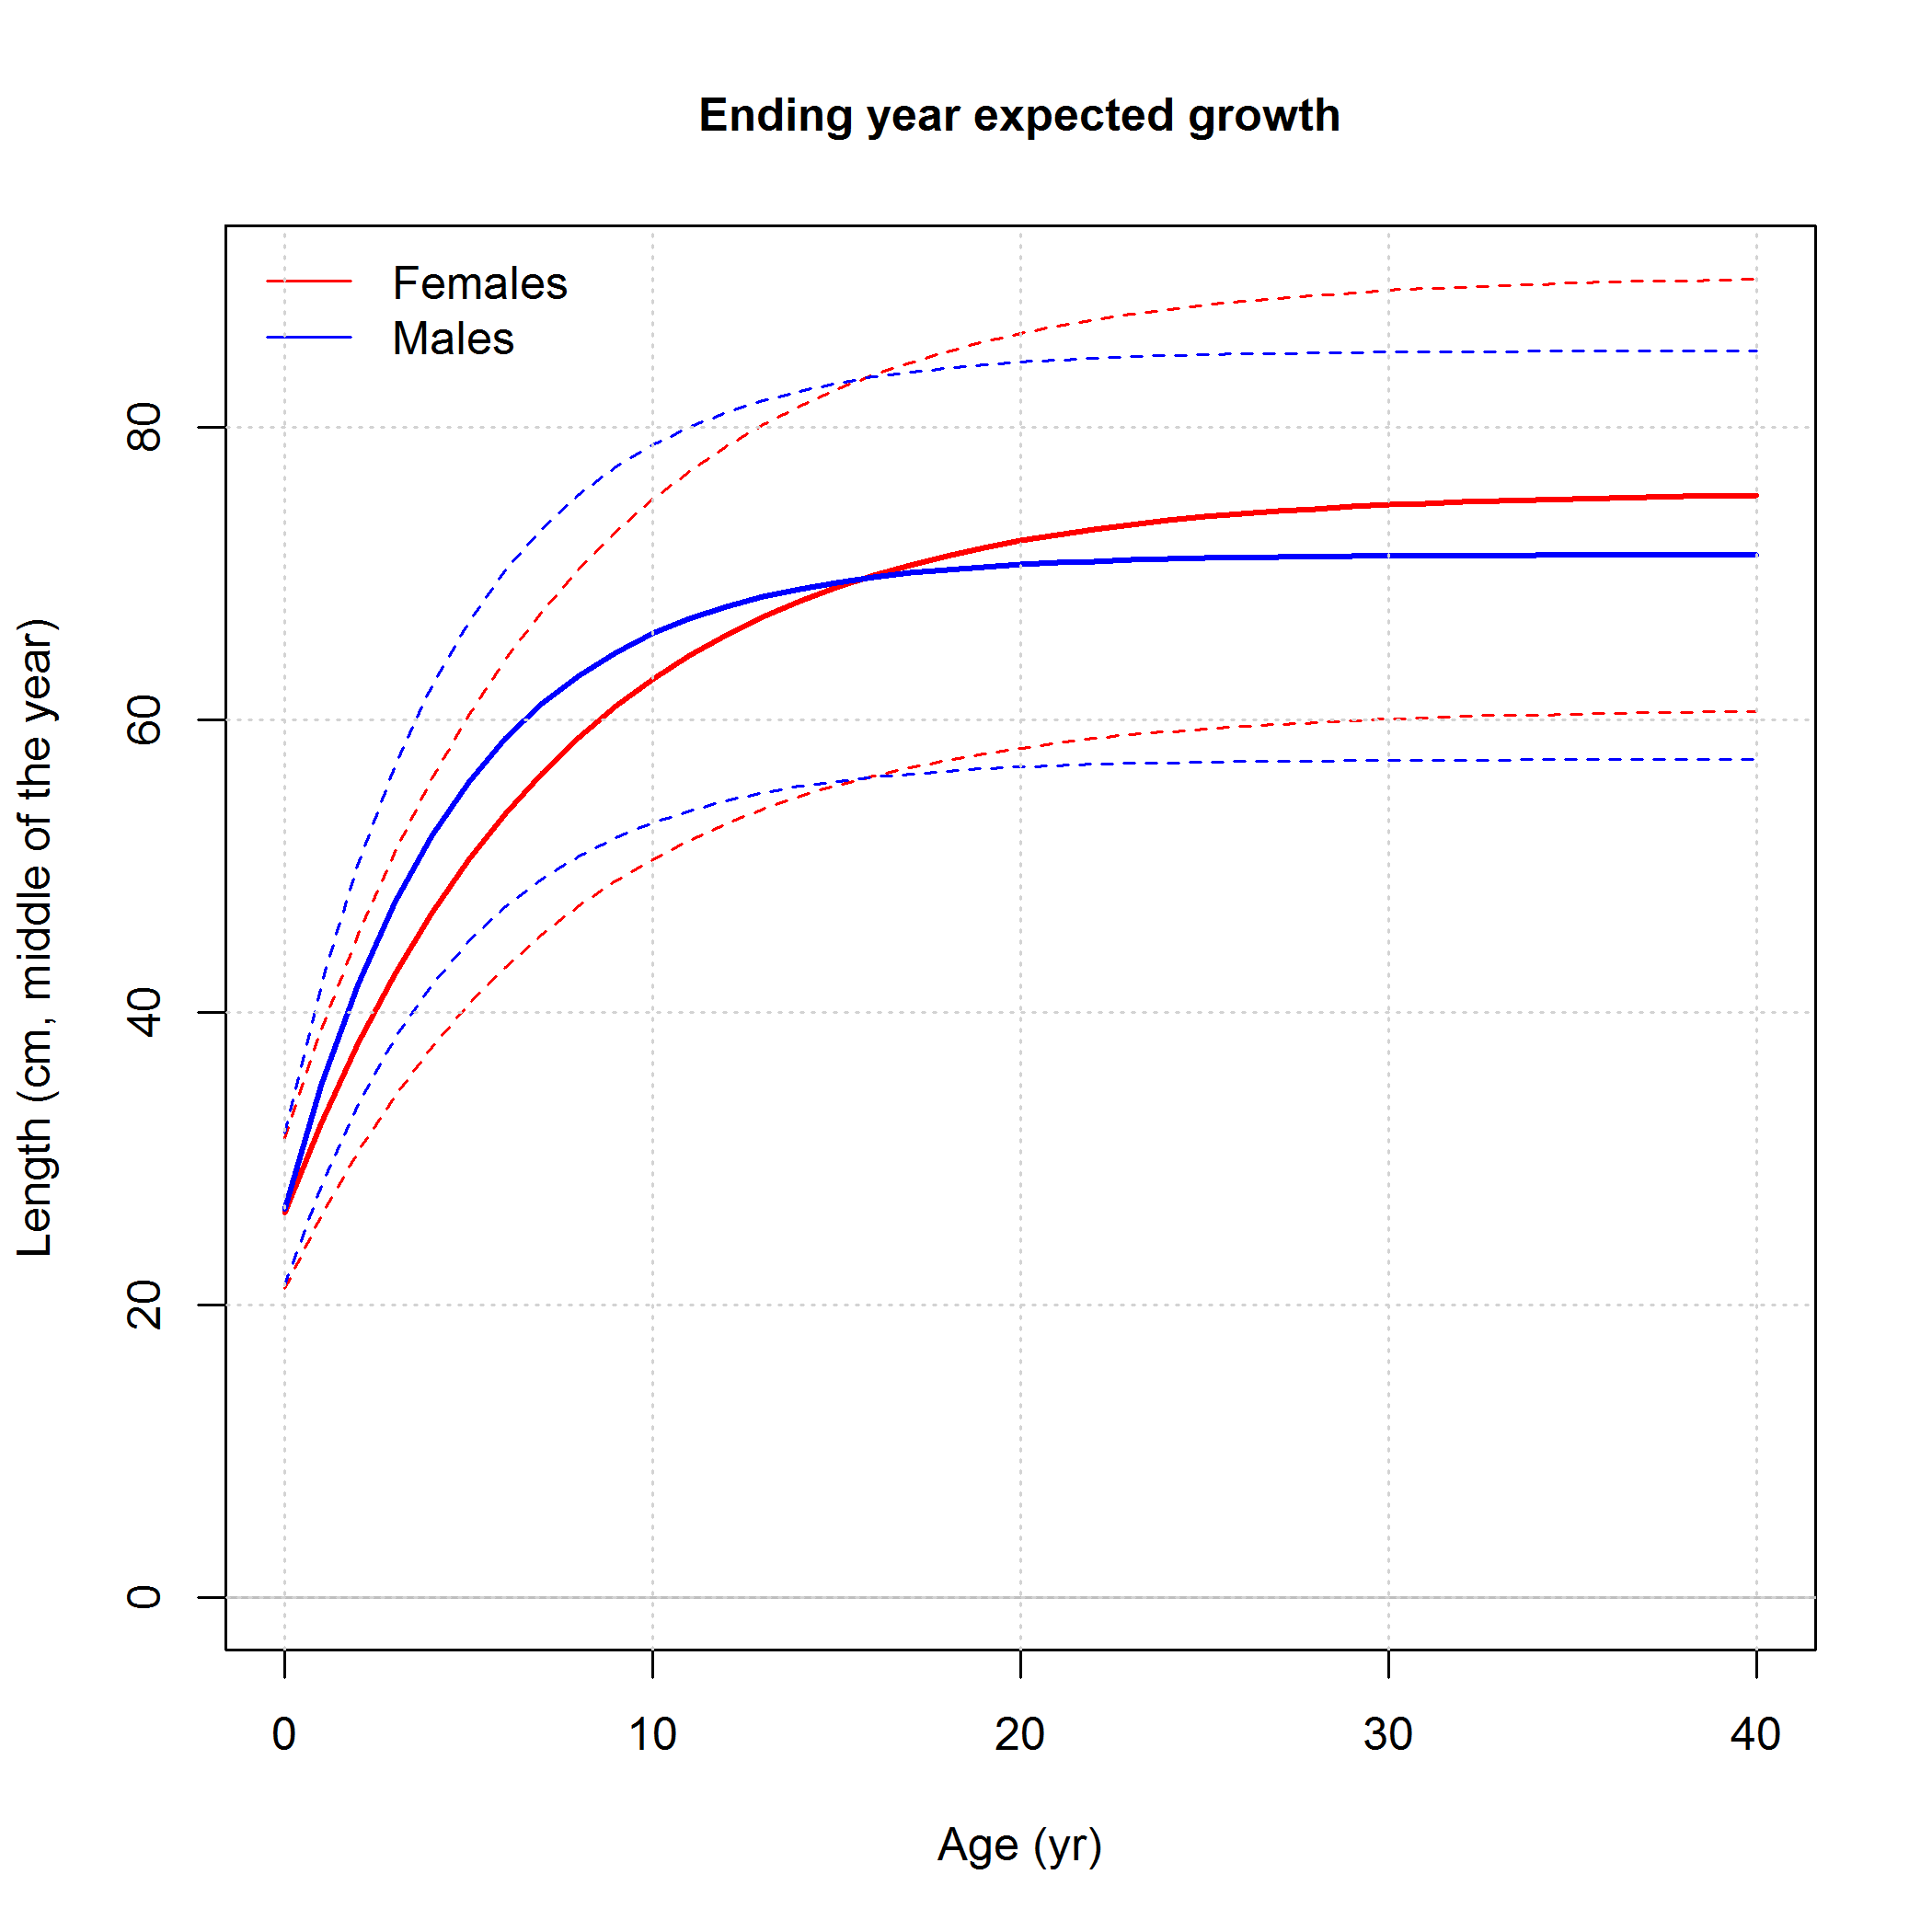 Ending year expected growth
Females
Males
Length (cm, middle of the year)
80
60
40
20
0
0 10 20 30 40
Age (yr)